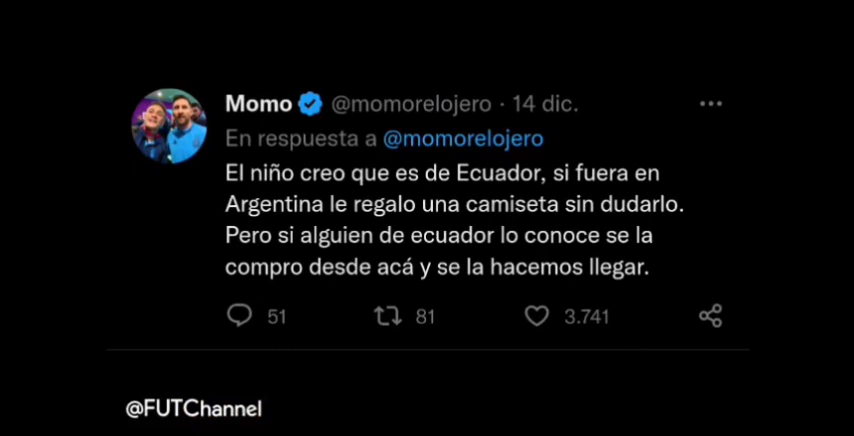 Momo @momorelojero · 14 dic.
En respuesta a @momorelojero
El niño creo que es de Ecuador, si fuera en
Argentina le regalo una camiseta sin dudarlo.
Pero si alguien de ecuador lo conoce se la
compro desde acá y se la hacemos llegar.
51 81 3.741
@FUTChannel